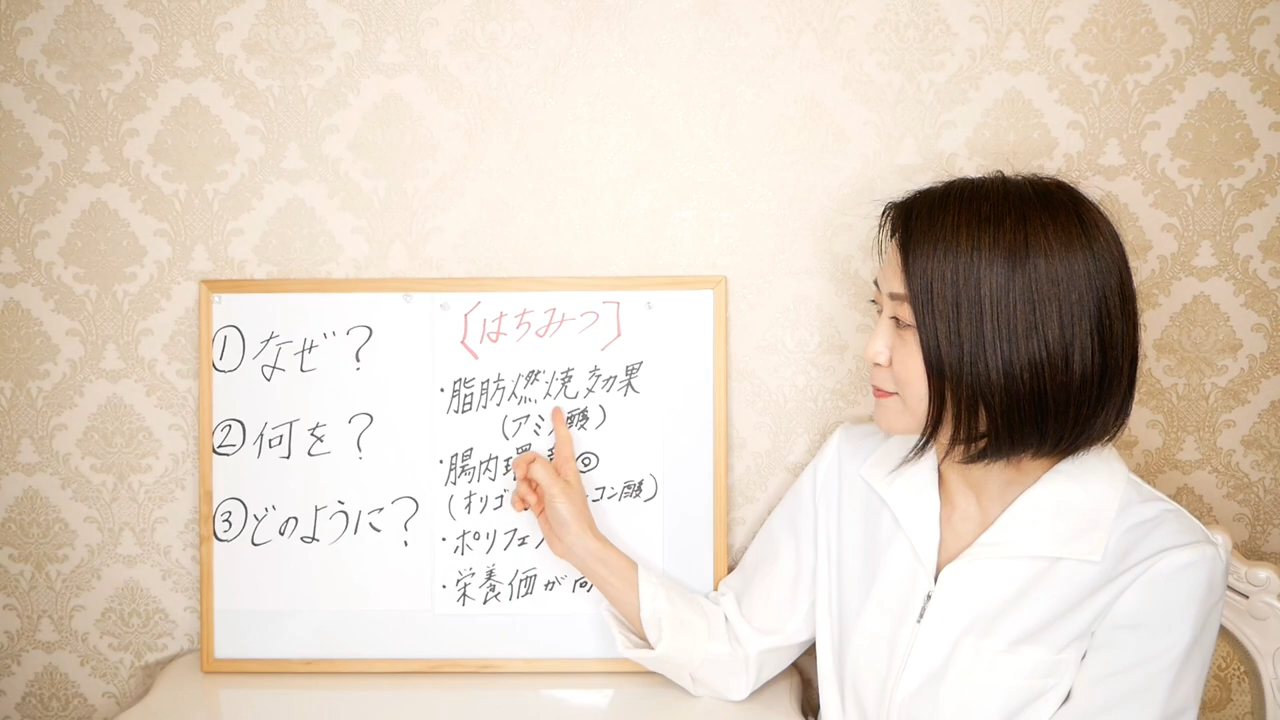 ①なぜ？
②何を？
③どのように？
[はちみつ]
・脂肪燃焼効果
(アミ 酸)
・腸内環 ◎
(オリゴ コン酸)
・ポリフェ
・栄養価が